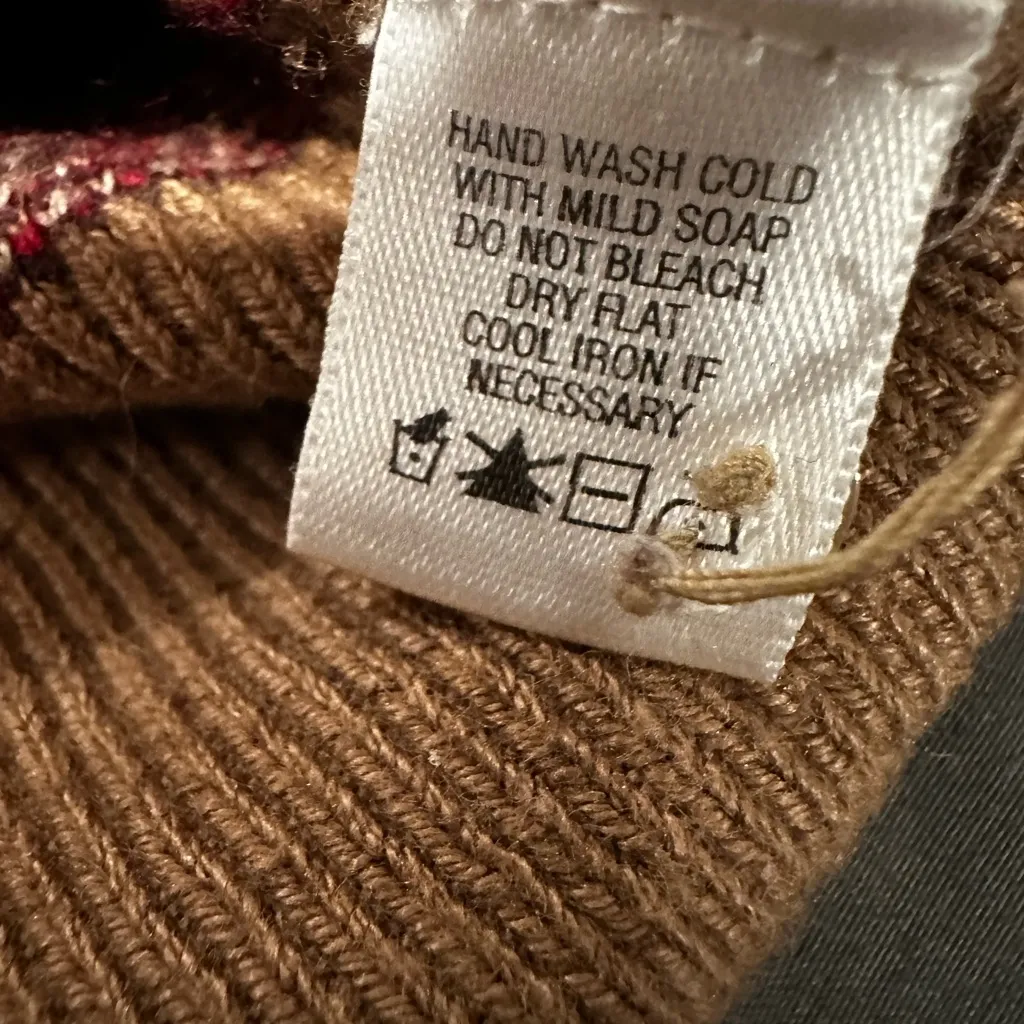 HAND WASH COLD
WITH MILD SOAP
DO NOT BLEACH
DRY FLAT
COOL IRON IF
NECESSARY